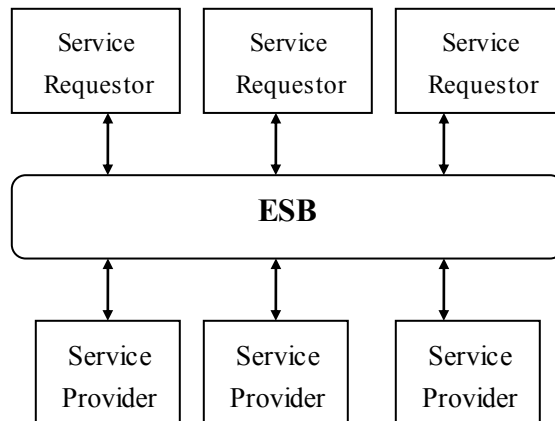 Service
Requestor
Service
Requestor
Service
Requestor
ESB
Service
Provider
Service
Provider
Service
Provider